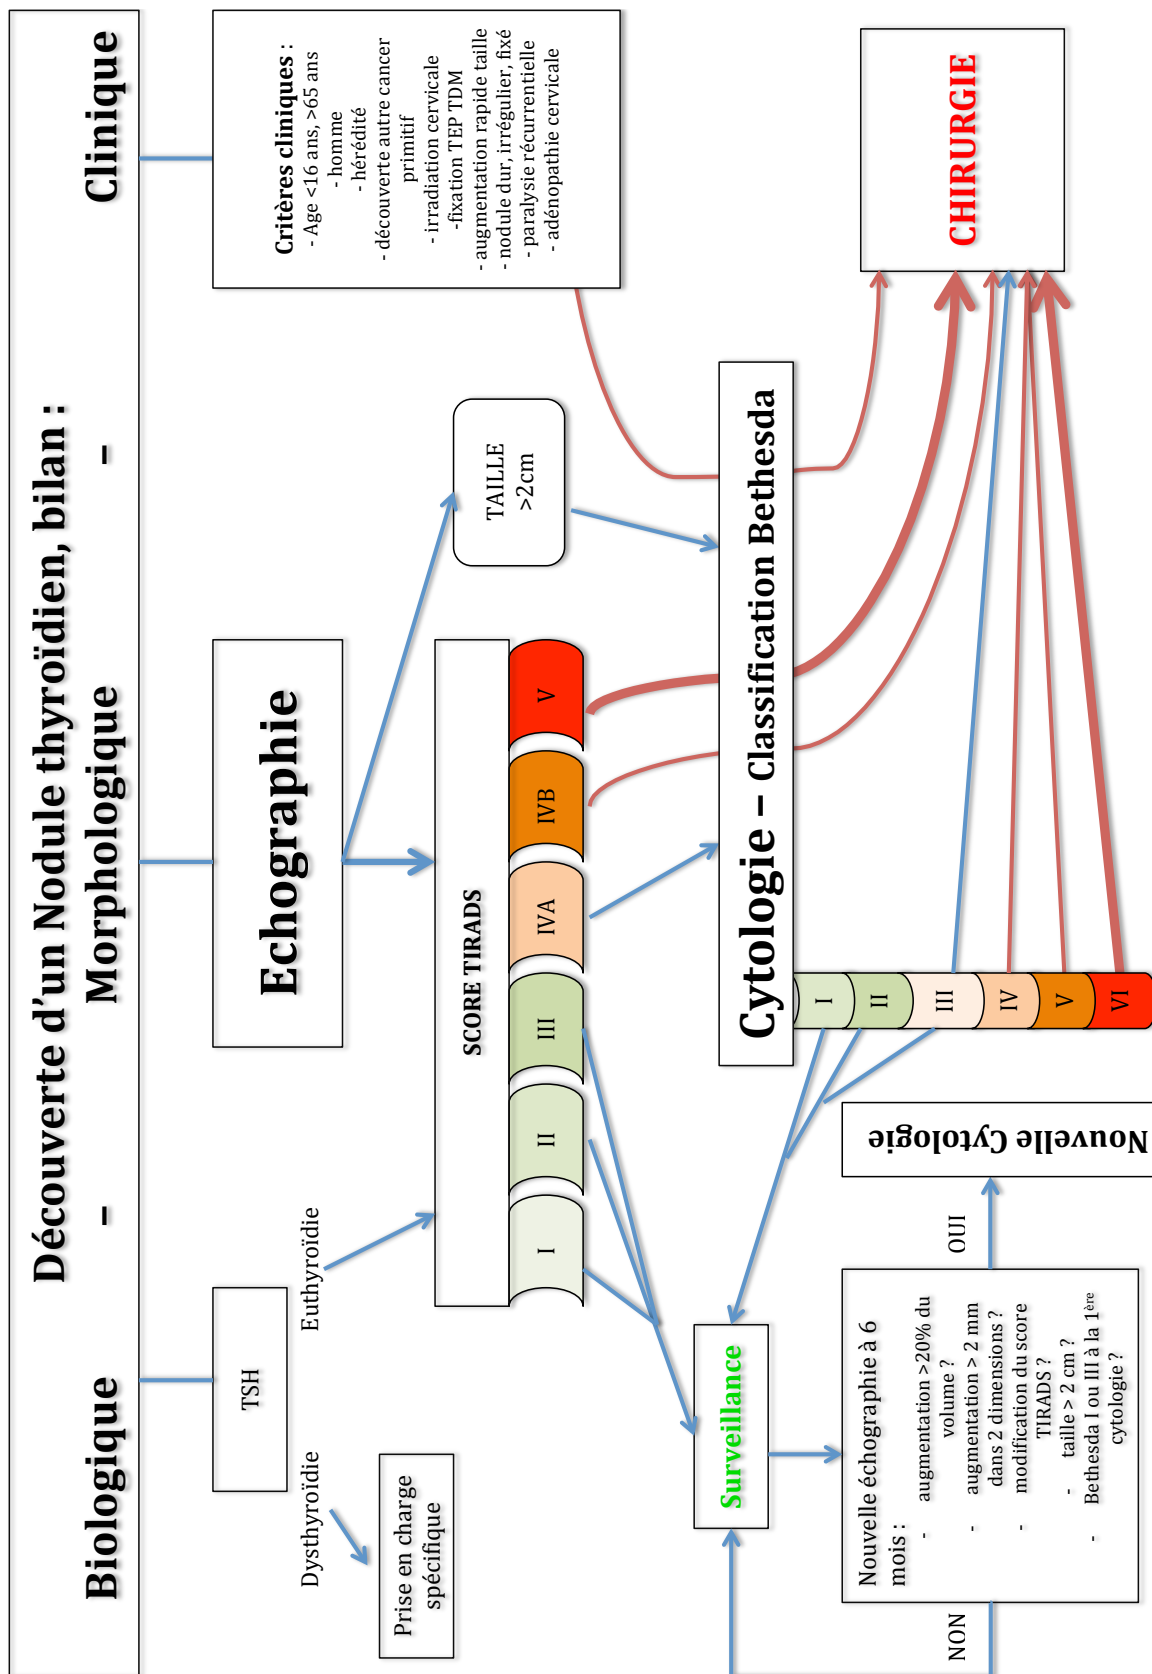 Découverte d'un Nodule thyroïdien, bilan :
Biologique – Morphologique – Clinique
TSH
Dysthyroïdie
Euthyroïdie
Prise en charge
spécifique
Echographie
SCORE TIRADS
I
II
III
IVA
IVB
V
TAILLE
>2cm
Critères cliniques :
- Age <16 ans, >65 ans
- homme
- hérédité
- découverte autre cancer
primitif
- irradiation cervicale
-fixation TEP TDM
- augmentation rapide taille
- nodule dur, irrégulier, fixé
- paralysie récurrentielle
- adénopathie cervicale
Surveillance
Cytologie – Classification Bethesda
I
II
III
IV
V
VI
CHIRURGIE
Nouvelle échographie à 6
mois :
- augmentation >20% du
volume ?
- augmentation > 2 mm
dans 2 dimensions ?
- modification du score
TIRADS ?
- taille > 2 cm ?
- Bethesda I ou III à la 1ère
cytologie ?
NON
OUI
Nouvelle Cytologie